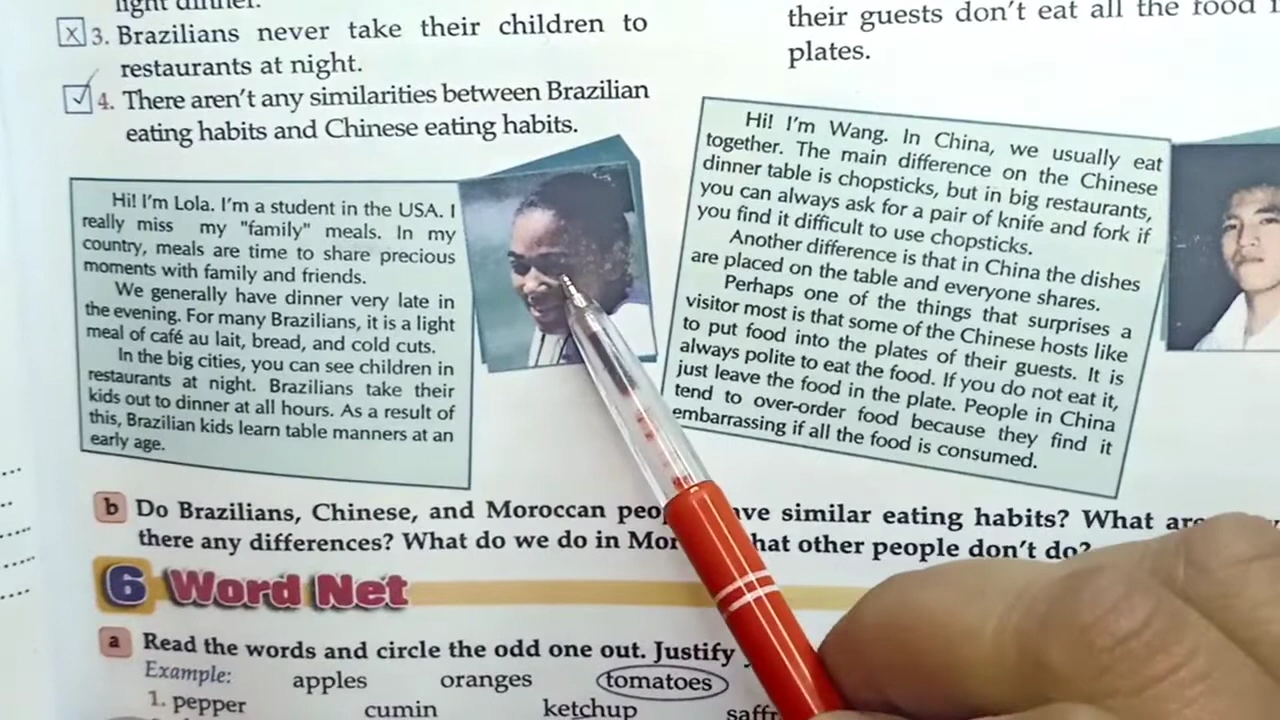 light dinner.
X 3. Brazilians never take their children to
restaurants at night.
4. There aren't any similarities between Brazilian
eating habits and Chinese eating habits.
their guests don't eat all the food
plates.
Hi! I'm Lola. I'm a student in the USA. I
really miss my "family" meals. In my
country, meals are time to share precious
moments with family and friends.
We generally have dinner very late in
the evening. For many Brazilians, it is a light
meal of café au lait, bread, and cold cuts.
In the big cities, you can see children in
restaurants at night. Brazilians take their
kids out to dinner at all hours. As a result of
this, Brazilian kids learn table manners at an
early age.
Hi! I'm Wang. In China, we usually eat
together. The main difference on the Chinese
dinner table is chopsticks, but in big restaurants,
you can always ask for a pair of knife and fork if
you find it difficult to use chopsticks.
Another difference is that in China the dishes
are placed on the table and everyone shares.
Perhaps one of the things that surprises a
visitor most is that some of the Chinese hosts like
to put food into the plates of their guests. It is
always polite to eat the food. If you do not eat it,
just leave the food in the plate. People in China
tend to over-order food because they find it
embarrassing if all the food is consumed.
b Do Brazilians, Chinese, and Moroccan have similar eating habits? What
there any differences? What do we do in that other people don't do?
6 Word Net
a Read the words and circle the odd one out. Justify
Example: apples oranges tomatoes
1. pepper cumin ketchup